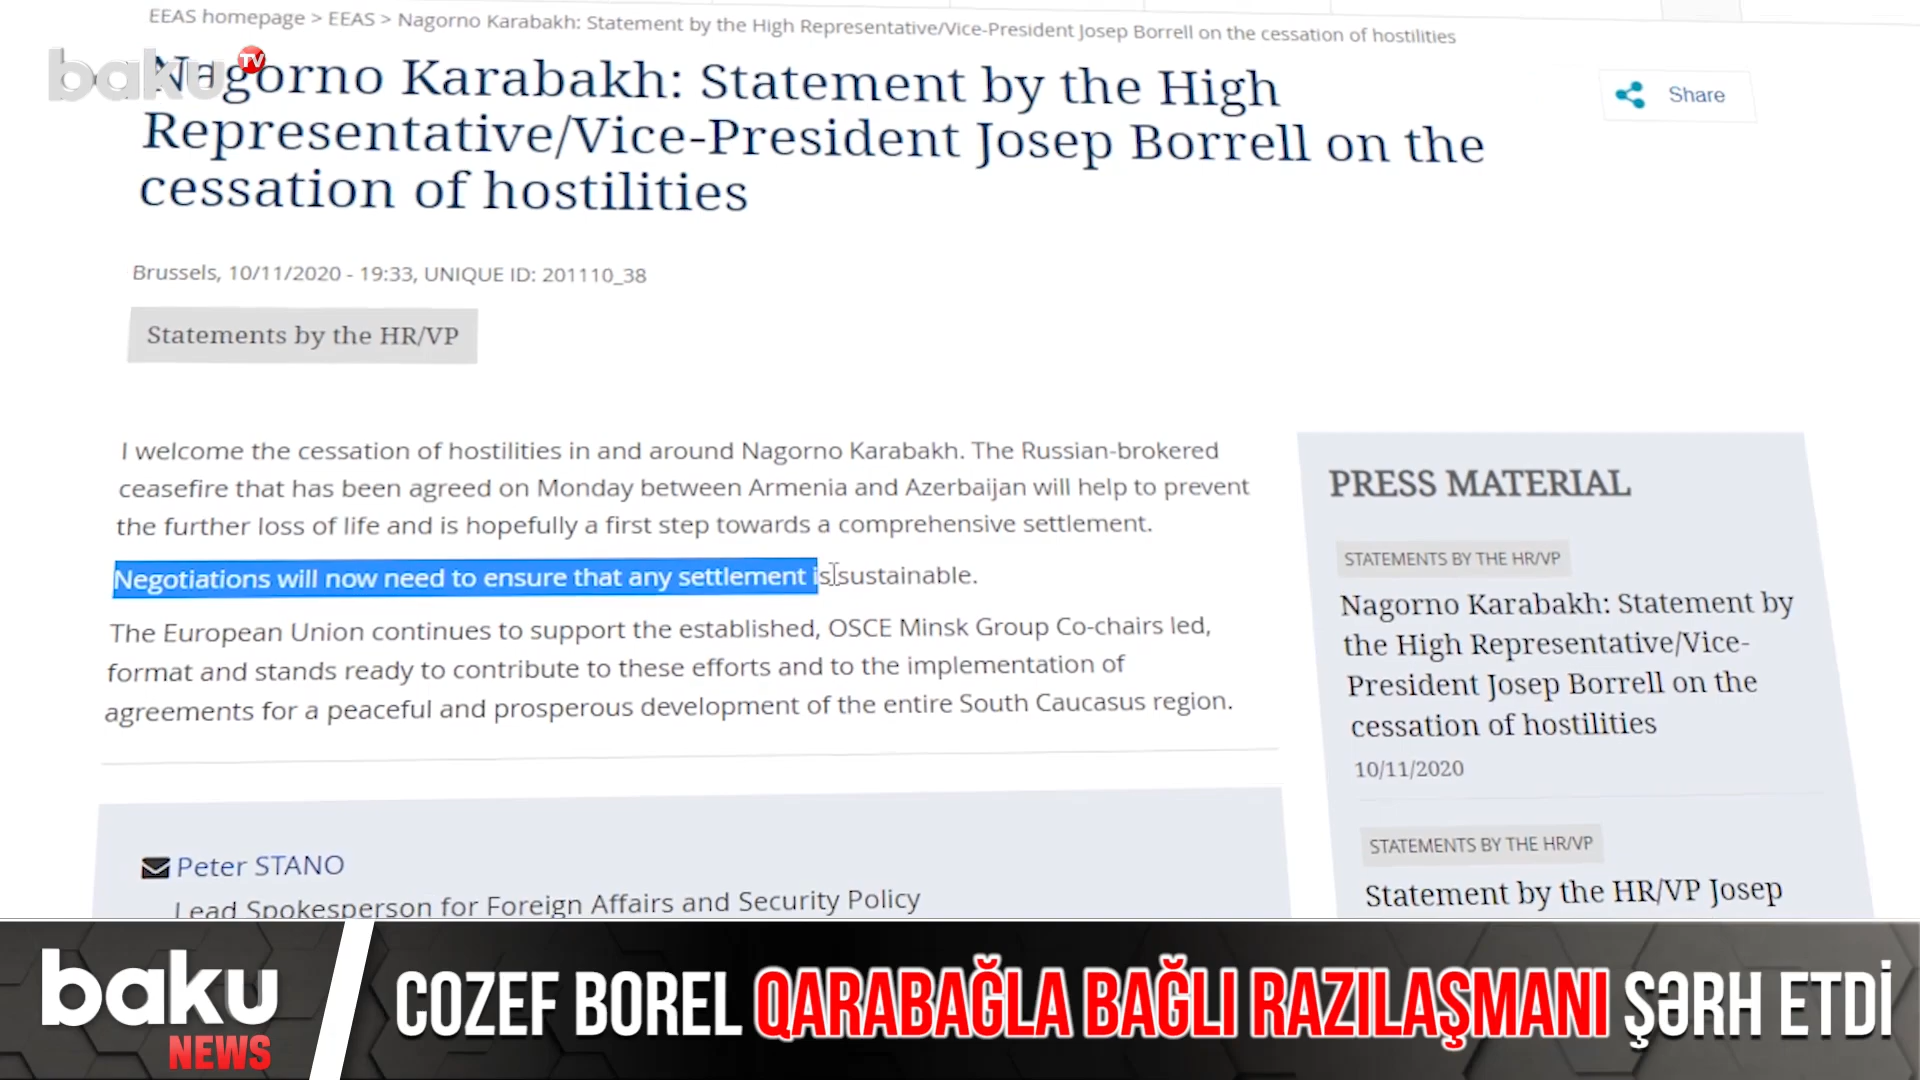 EEAS homepage > EEAS > Nagorno Karabakh: Statement by the High Representative/Vice-President Josep Borrell on the cessation of hostilities
baku TV
Nagorno Karabakh: Statement by the High
Representative/Vice-President Josep Borrell on the
cessation of hostilities
Share
Brussels, 10/11/2020 - 19:33, UNIQUE ID: 201110_38
Statements by the HR/VP
I welcome the cessation of hostilities in and around Nagorno Karabakh. The Russian-brokered
ceasefire that has been agreed on Monday between Armenia and Azerbaijan will help to prevent
the further loss of life and is hopefully a first step towards a comprehensive settlement.
Negotiations will now need to ensure that any settlement is sustainable.
The European Union continues to support the established, OSCE Minsk Group Co-chairs led,
format and stands ready to contribute to these efforts and to the implementation of
agreements for a peaceful and prosperous development of the entire South Caucasus region.
Peter STANO
Lead Spokesperson for Foreign Affairs and Security Policy
PRESS MATERIAL
STATEMENTS BY THE HR/VP
Nagorno Karabakh: Statement by
the High Representative/Vice-
President Josep Borrell on the
cessation of hostilities
10/11/2020
STATEMENTS BY THE HR/VP
Statement by the HR/VP Josep
baku
NEWS
COZEF BOREL QARABAĞLA BAĞLI RAZILAŞMANI ŞƏRH ETDİ